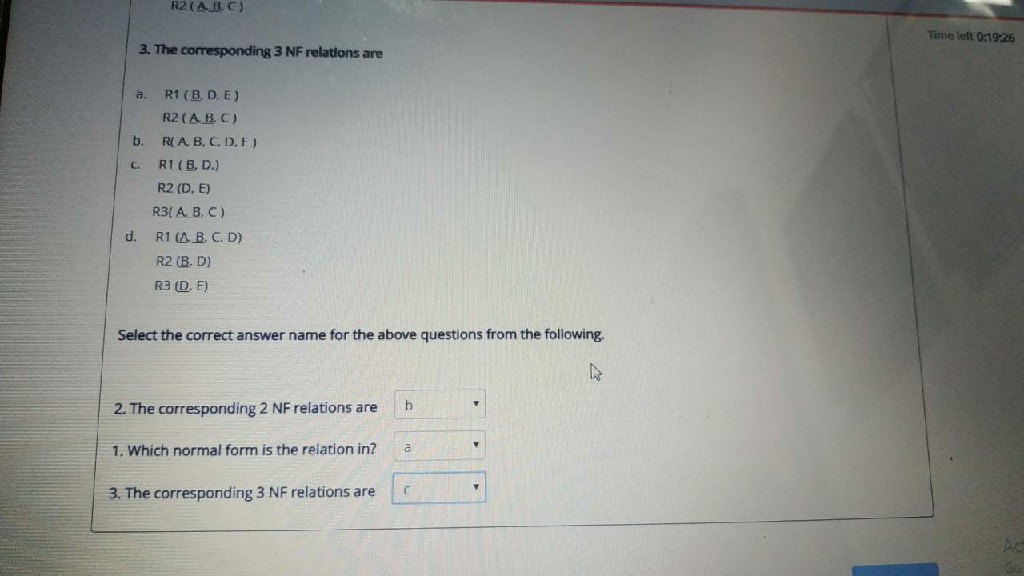 R2 ( A, B, C )
Time left 0:19:26
3. The corresponding 3 NF relations are
a. R1 ( B, D, E )
R2 ( A, B, C )
b. R( A, B, C, D, E )
c. R1 ( B, D,)
R2 (D, E)
R3( A, B, C )
d. R1 (A, B, C, D)
R2 (B, D)
R3 (D, E)
Select the correct answer name for the above questions from the following.
2. The corresponding 2 NF relations are b
1. Which normal form is the relation in? a
3. The corresponding 3 NF relations are c